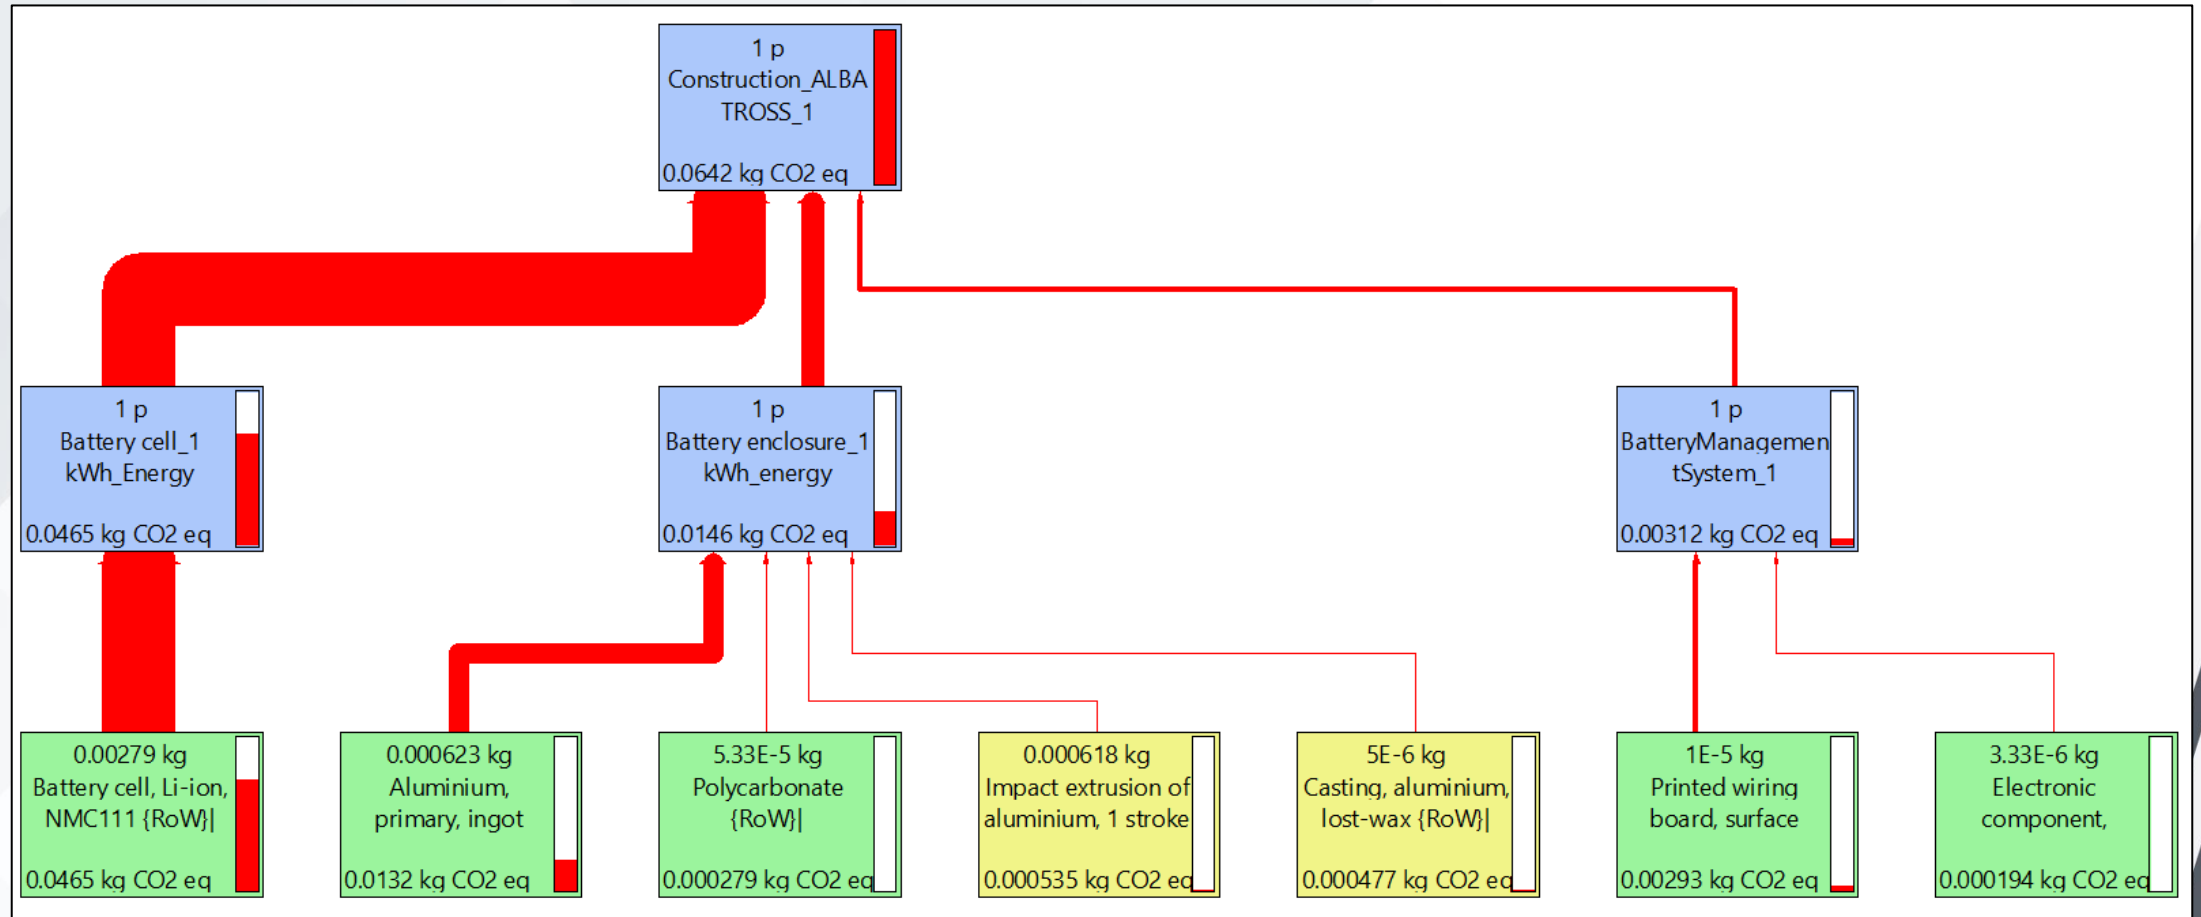 1 p
Construction_ALBA
TROSS_1
0.0642 kg CO2 eq
1 p
Battery cell_1
kWh_Energy
0.0465 kg CO2 eq
1 p
Battery enclosure_1
kWh_energy
0.0146 kg CO2 eq
1 p
BatteryManagemen
tSystem_1
0.00312 kg CO2 eq
0.00279 kg
Battery cell, Li-ion,
NMC111 {RoW}|
0.0465 kg CO2 eq
0.000623 kg
Aluminium,
primary, ingot
0.0132 kg CO2 eq
5.33E-5 kg
Polycarbonate
{RoW}|
0.000279 kg CO2 eq
0.000618 kg
Impact extrusion of
aluminium, 1 stroke
0.000535 kg CO2 eq
5E-6 kg
Casting, aluminium,
lost-wax {RoW}|
0.000477 kg CO2 eq
1E-5 kg
Printed wiring
board, surface
0.00293 kg CO2 eq
3.33E-6 kg
Electronic
component,
0.000194 kg CO2 eq